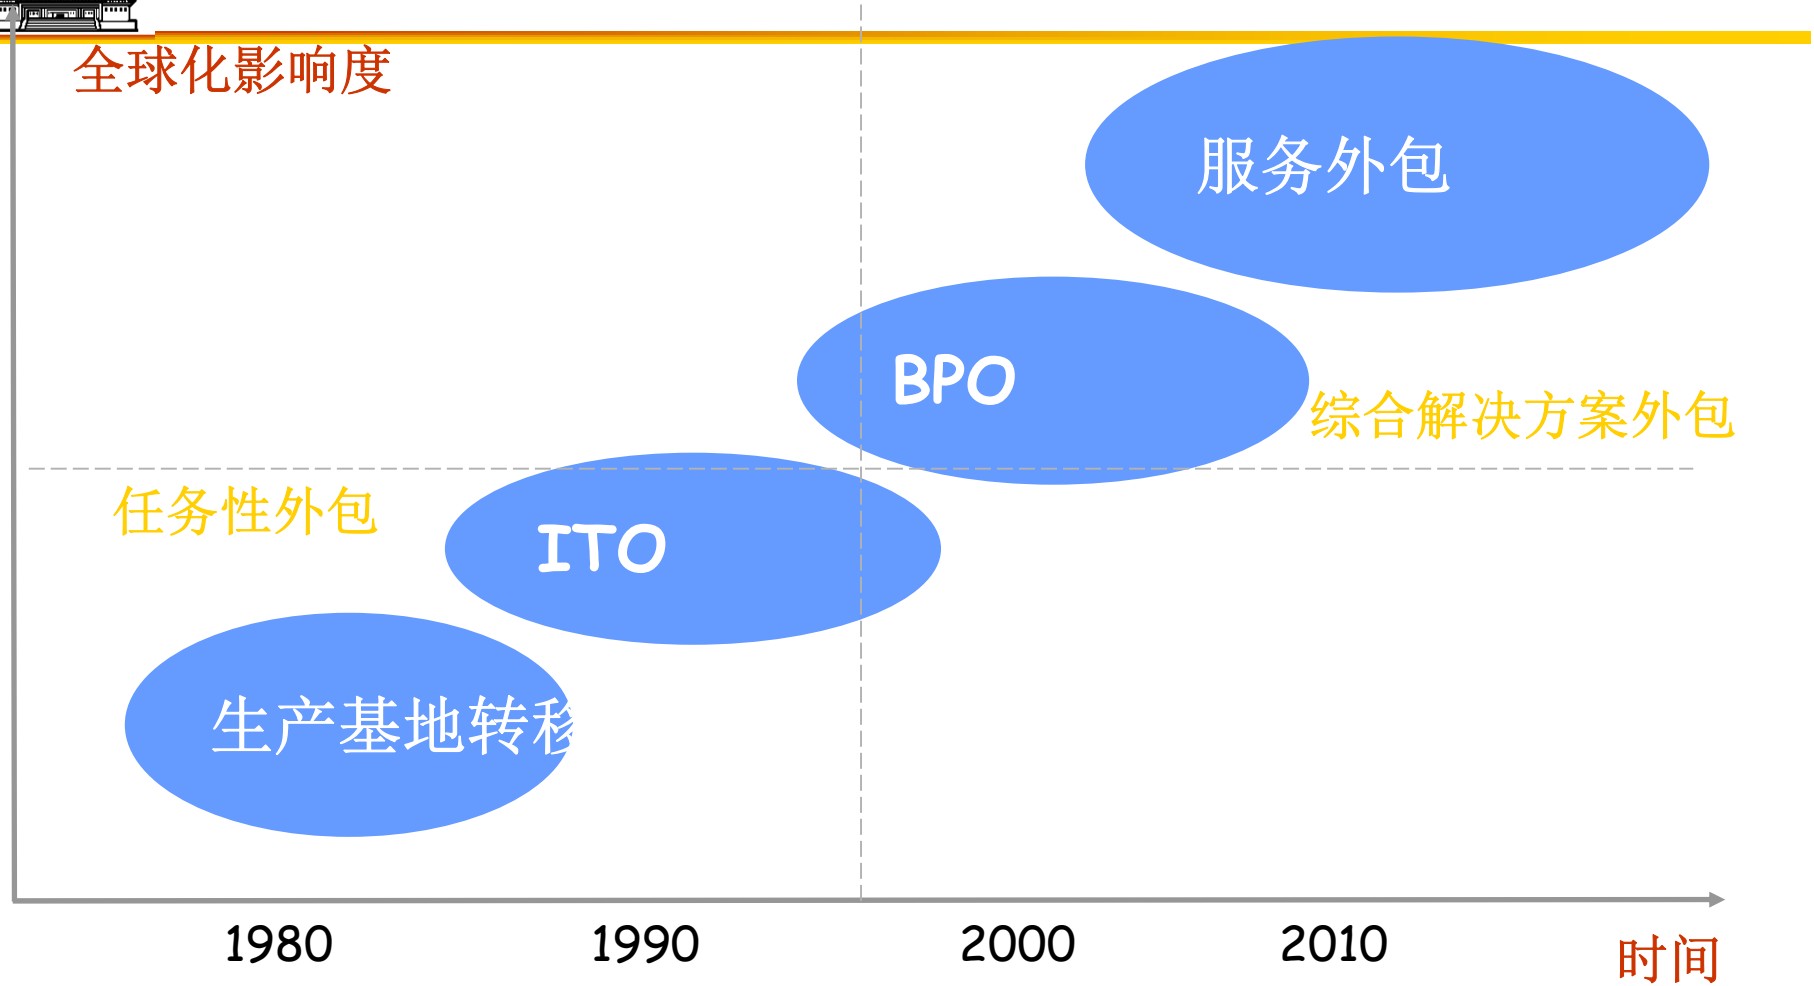 全球化影响度
服务外包
BPO
综合解决方案外包
任务性外包
ITO
生产基地转移
1980 1990 2000 2010
时间